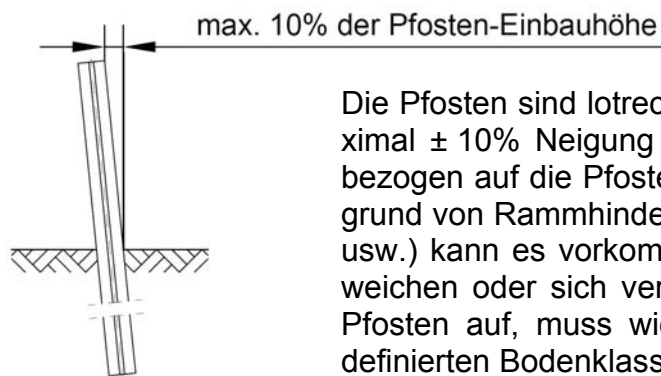 max. 10% der Pfosten-Einbauhöhe
Die Pfosten sind lotrec
ximal ± 10% Neigung
bezogen auf die Pfoste
grund von Rammhinde
usw.) kann es vorkom
weichen oder sich ver
Pfosten auf, muss wie
definierten Bodenklass